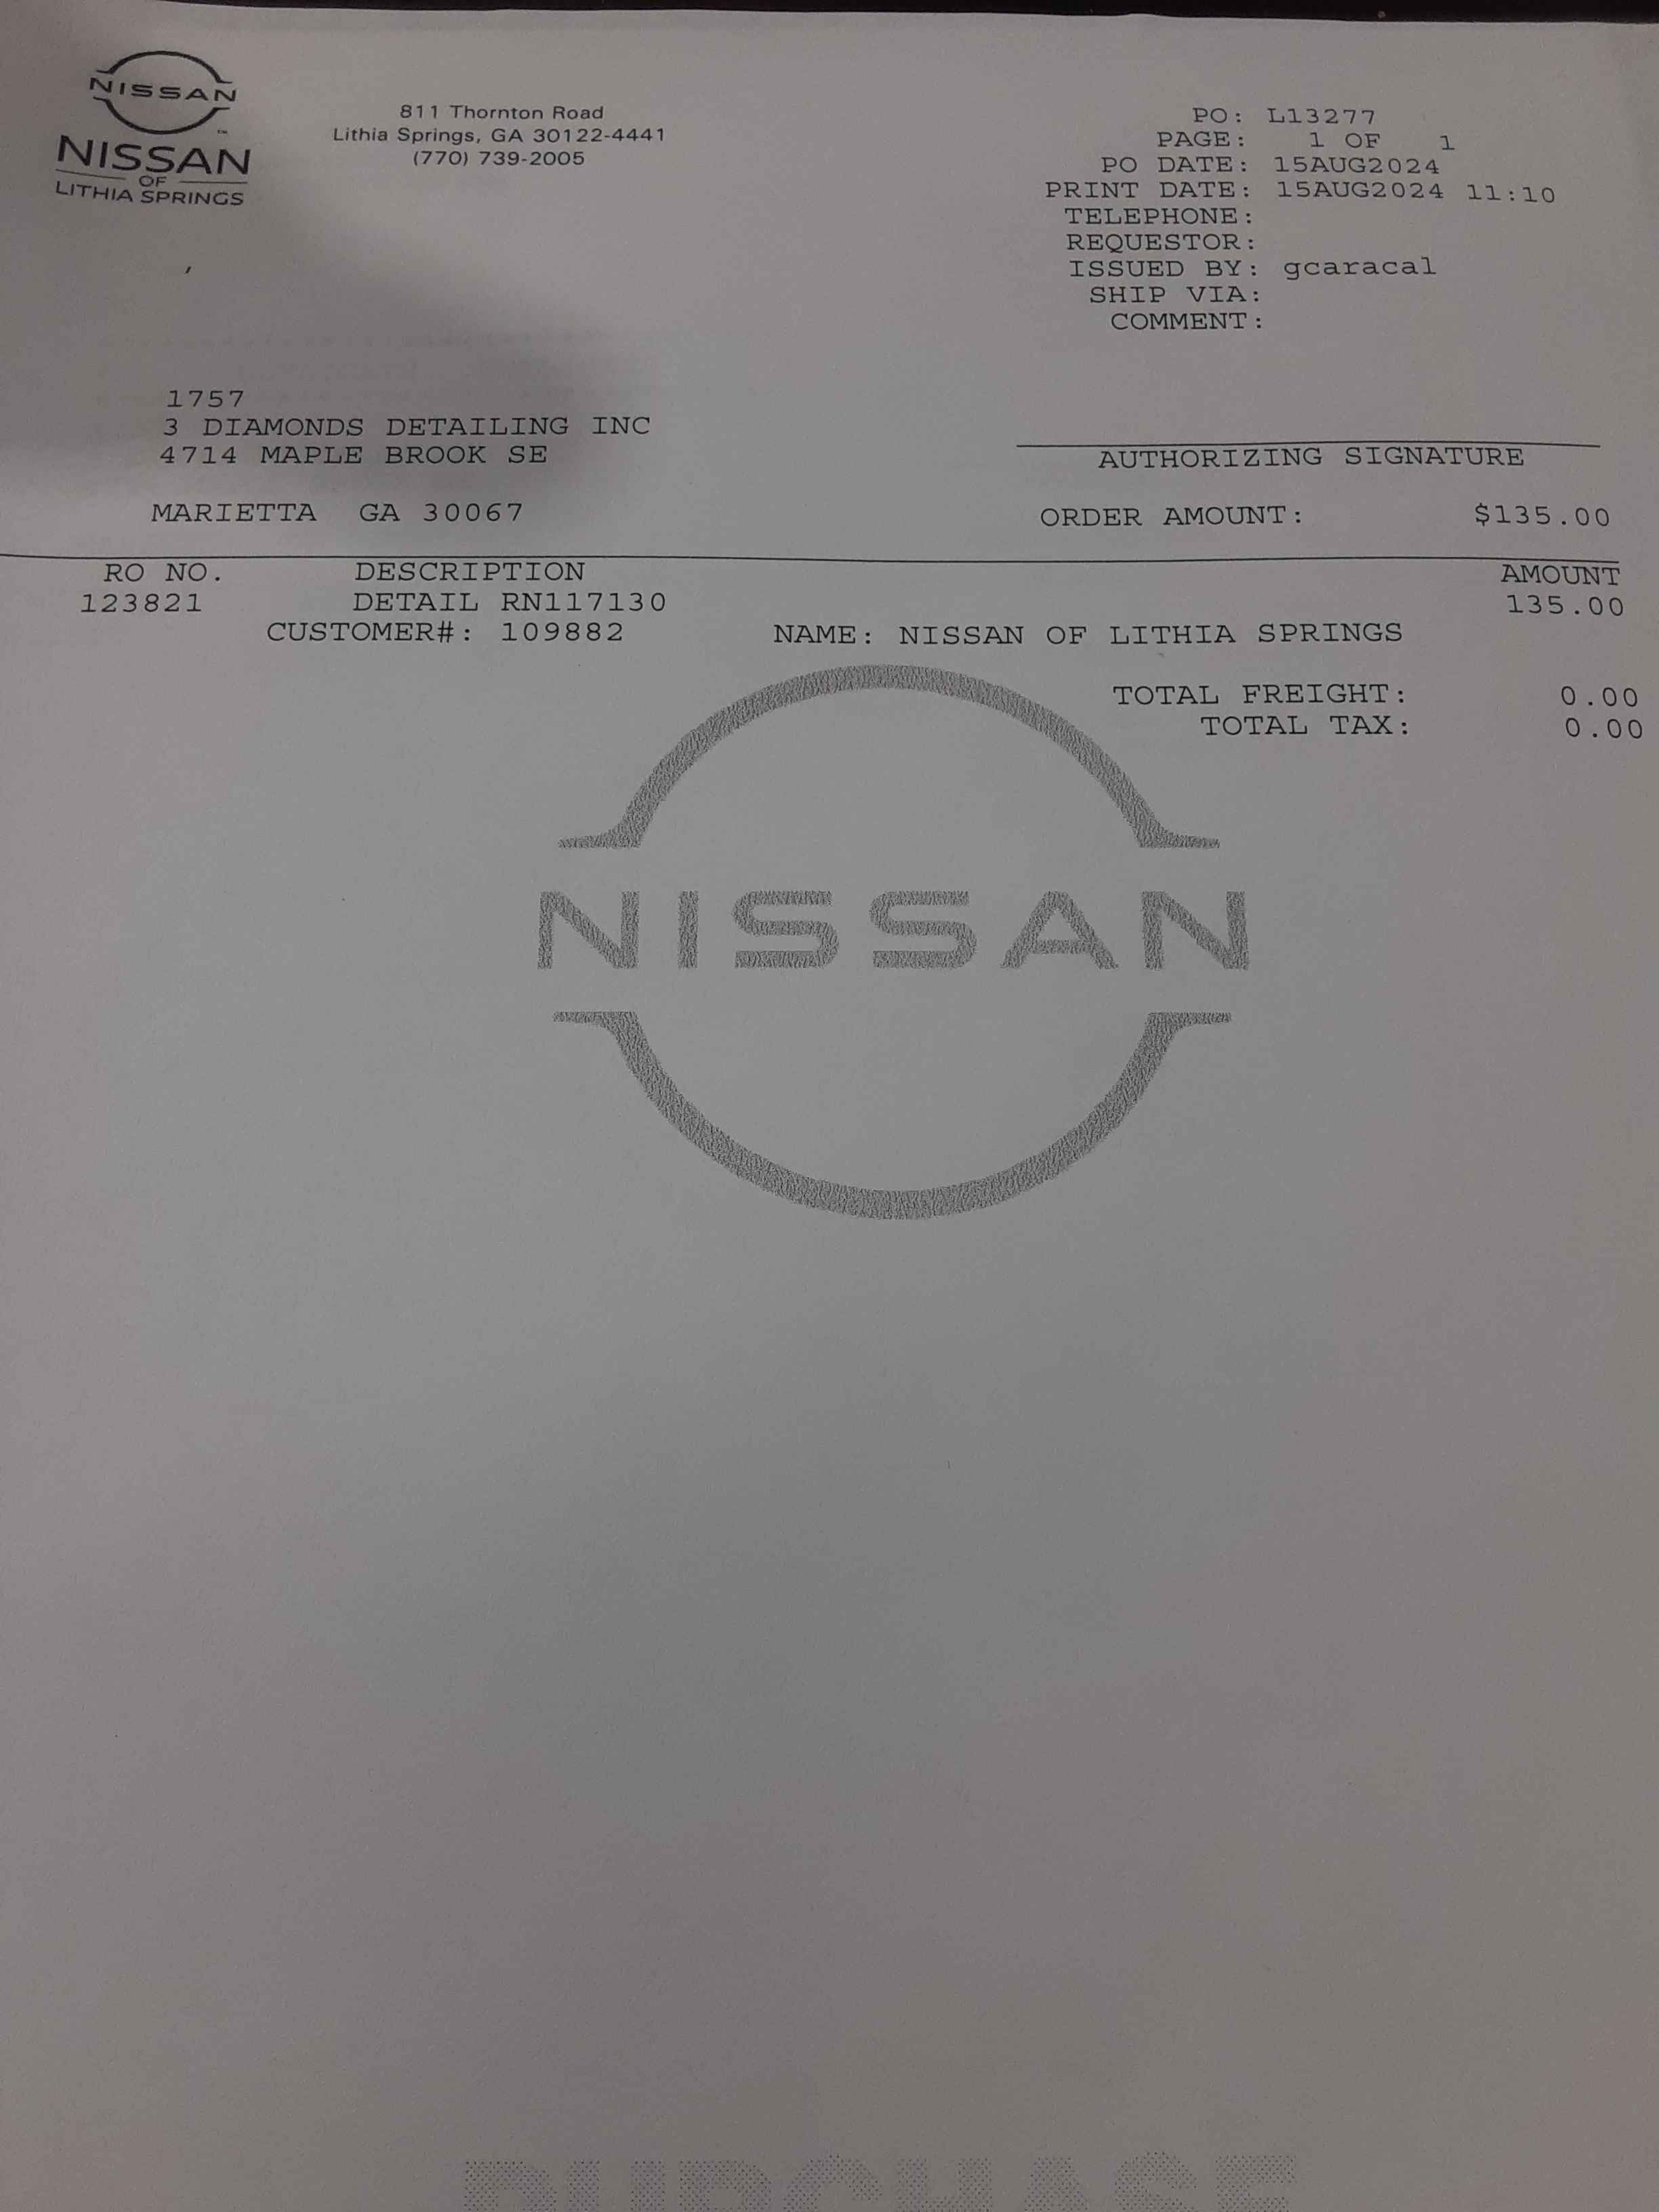 NISSAN
NISSAN
OF
LITHIA SPRINGS
811 Thornton Road
Lithia Springs, GA 30122-4441
(770) 739-2005
PO: L13277
PAGE: 1 OF 1
PO DATE: 15AUG2024
PRINT DATE: 15AUG2024 11:10
TELEPHONE:
REQUESTOR:
ISSUED BY: gcaracal
SHIP VIA:
COMMENT:
1757
3 DIAMONDS DETAILING INC
4714 MAPLE BROOK SE
MARIETTA GA 30067
AUTHORIZING SIGNATURE
ORDER AMOUNT: $135.00
RO NO. DESCRIPTION AMOUNT
123821 DETAIL RN117130 135.00
CUSTOMER#: 109882 NAME: NISSAN OF LITHIA SPRINGS
TOTAL FREIGHT: 0.00
TOTAL TAX: 0.00
NISSAN
PURCHASE